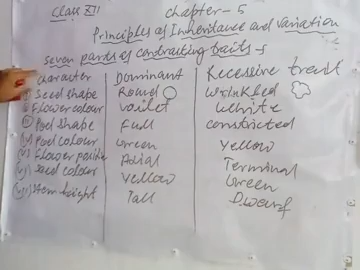 Class XII
chapter-5
Principles of Inheritance and variation
seven parts of contrasting traits -s
character Dominant Recessive trait
Seed shape Round Wrinkled
Flower colour voilet White
Pod shape Full constricted
Pod colour Green Yellow
Flower position Axial Terminal
Seed colour Yellow Green
Stem height Tall Dwarf